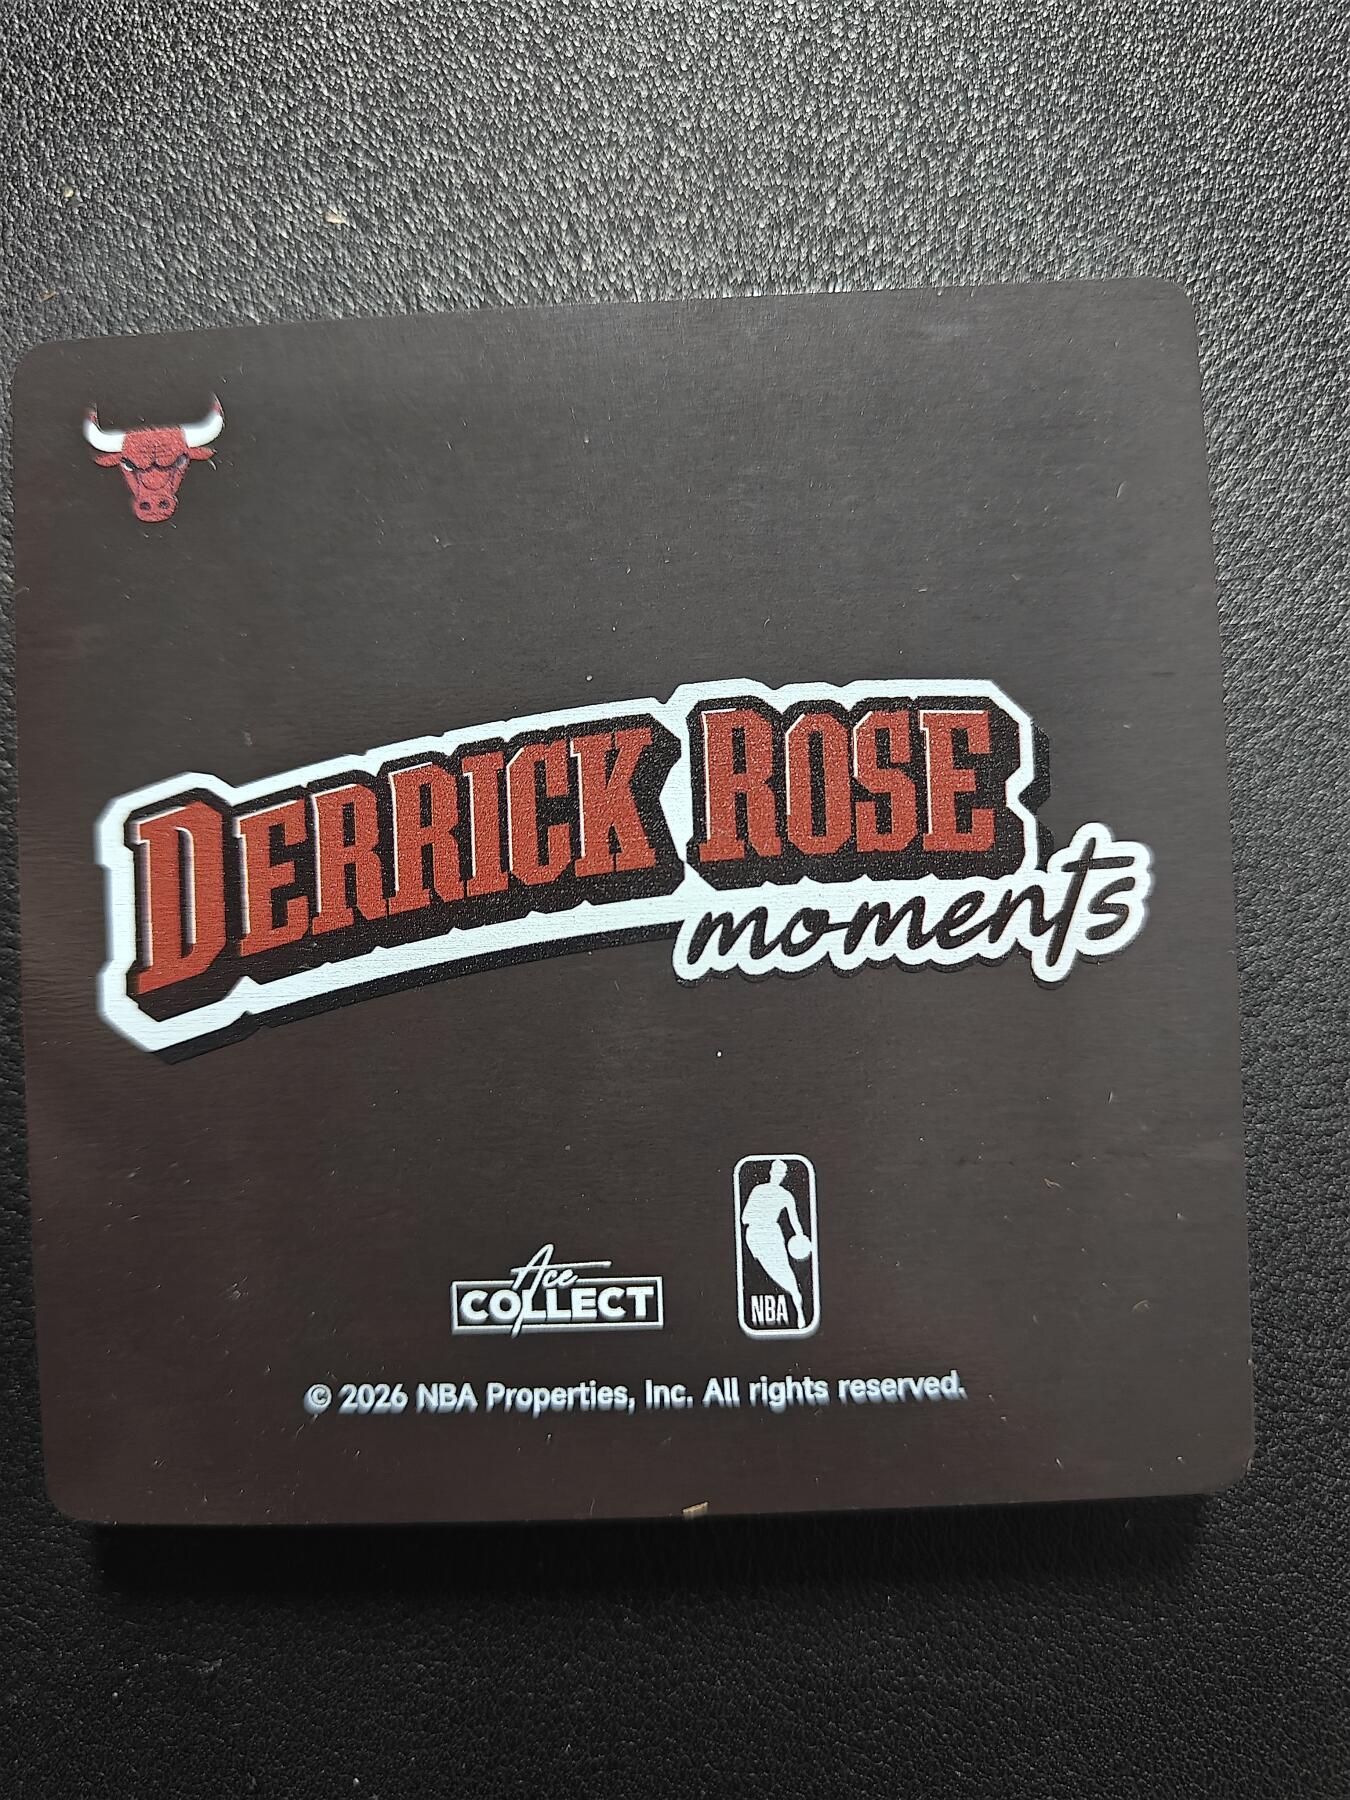 DERRICK ROSE
moments
Ace
COLLECT
NBA
© 2026 NBA Properties, Inc. All rights reserved.